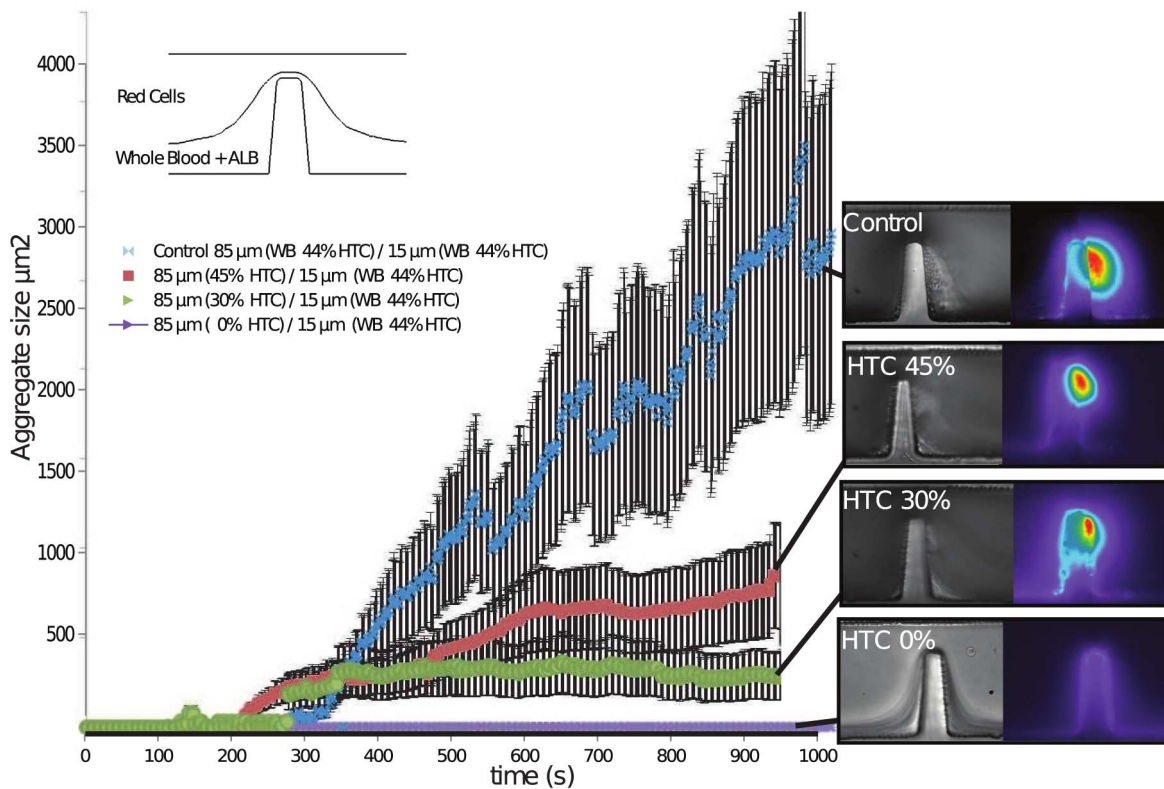 4000
3500
3000
2500
2000
1500
1000
500
Aggregate size µm2
Red Cells
Whole Blood + ALB
Control 85 µm (WB 44% HTC) / 15 µm (WB 44% HTC)
85 µm (45% HTC) / 15 µm (WB 44% HTC)
85 µm (30% HTC) / 15 µm (WB 44% HTC)
85 µm ( 0% HTC) / 15 µm (WB 44% HTC)
Control
HTC 45%
HTC 30%
HTC 0%
0 100 200 300 400 500 600 700 800 900 1000
time (s)